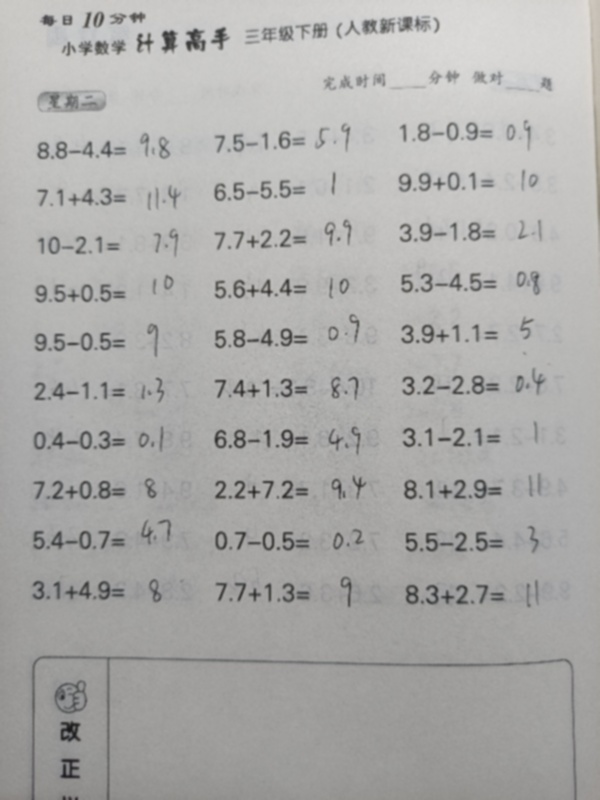 每日10分钟
小学数学 计算高手 三年级下册(人教新课标)
完成时间____分钟 做对____题
星期二
8.8-4.4= 9.8 7.5-1.6= 5.9 1.8-0.9= 0.9
7.1+4.3= 11.4 6.5-5.5= 1 9.9+0.1= 10
10-2.1= 7.9 7.7+2.2= 9.9 3.9-1.8= 2.1
9.5+0.5= 10 5.6+4.4= 10 5.3-4.5= 0.8
9.5-0.5= 9 5.8-4.9= 0.9 3.9+1.1= 5
2.4-1.1= 1.3 7.4+1.3= 8.7 3.2-2.8= 0.4
0.4-0.3= 0.1 6.8-1.9= 4.9 3.1-2.1= 1
7.2+0.8= 8 2.2+7.2= 9.4 8.1+2.9= 11
5.4-0.7= 4.7 0.7-0.5= 0.2 5.5-2.5= 3
3.1+4.9= 8 7.7+1.3= 9 8.3+2.7= 11
改
正